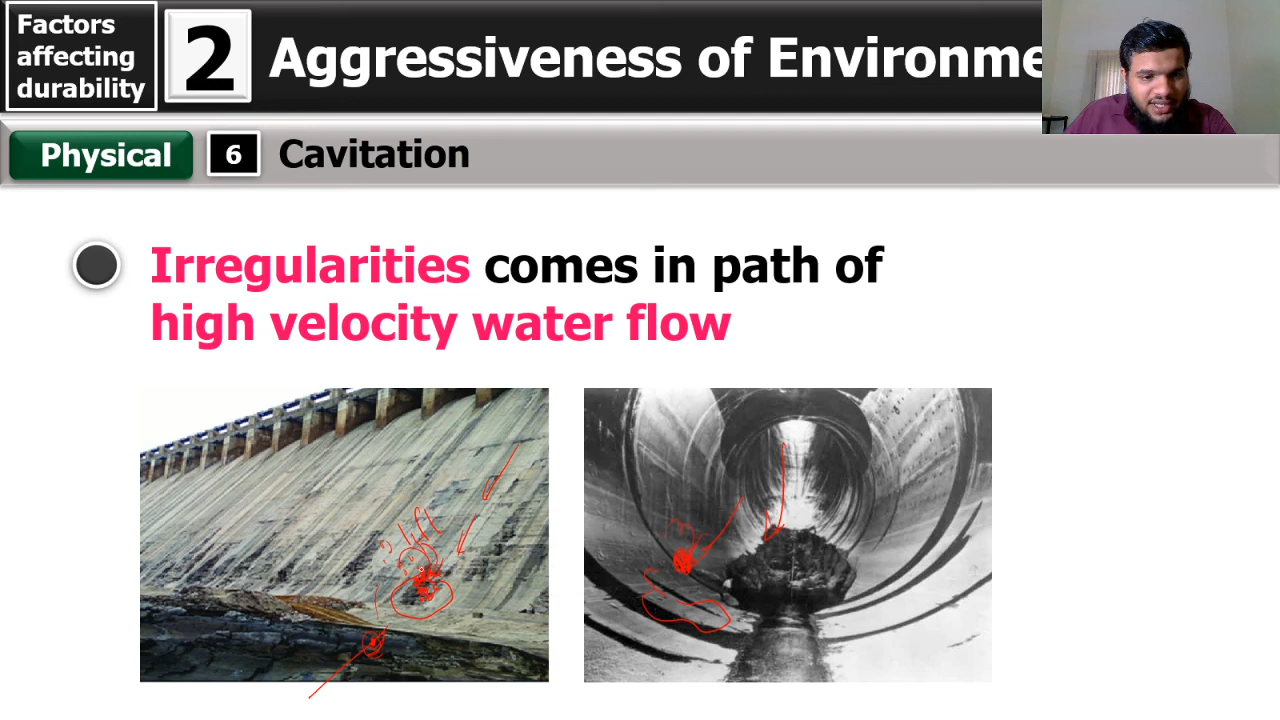 Factors
affecting
durability
2
Aggressiveness of Environme
Physical
6
Cavitation
Irregularities comes in path of
high velocity water flow